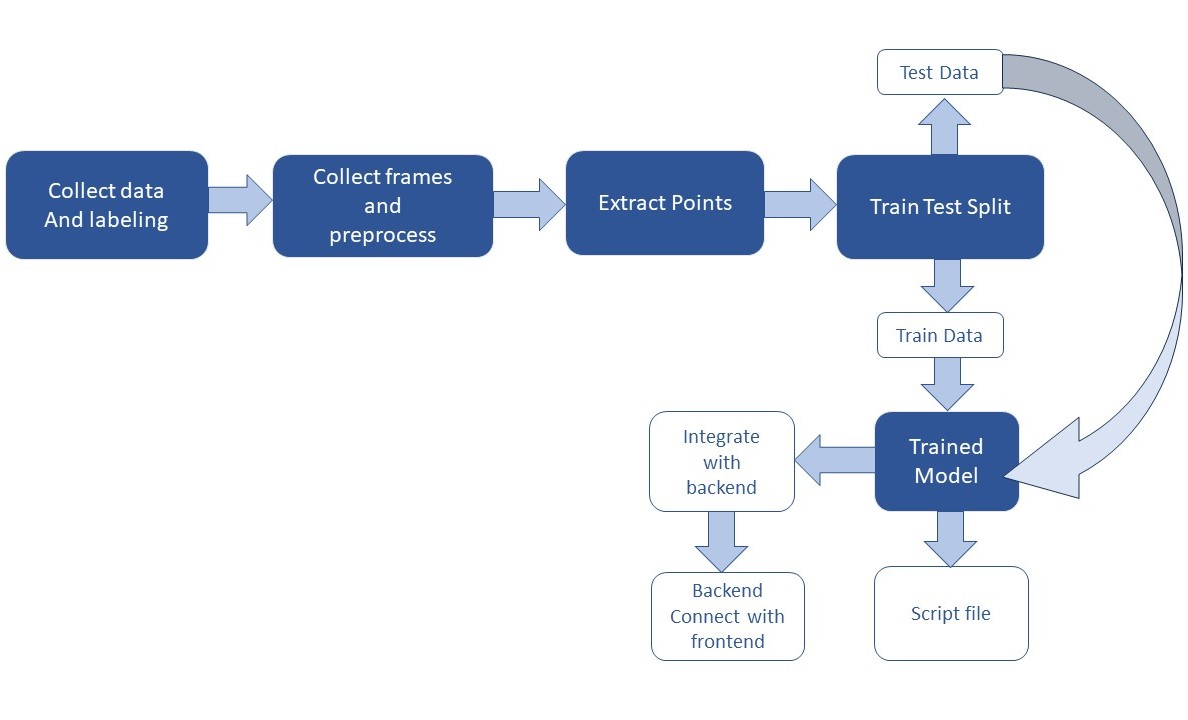 Test Data
Collect data
And labeling
Collect frames
and
preprocess
Extract Points
Train Test Split
Train Data
Integrate
with
backend
Trained
Model
Backend
Connect with
frontend
Script file